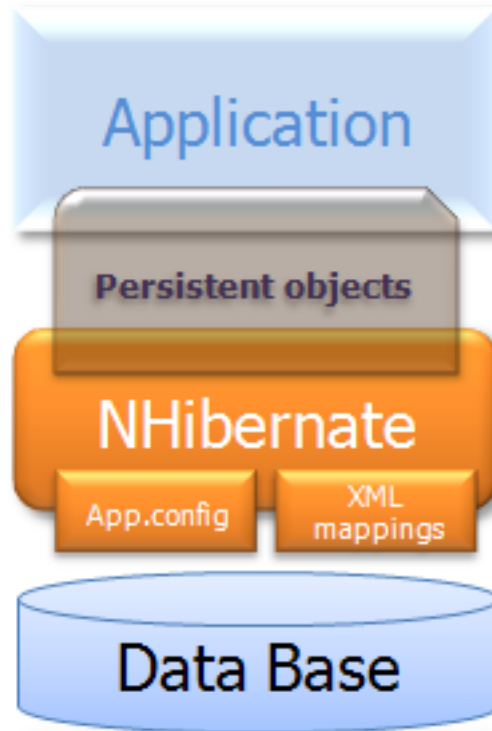 Application
Persistent objects
NHibernate
App.config
XML
mappings
Data Base